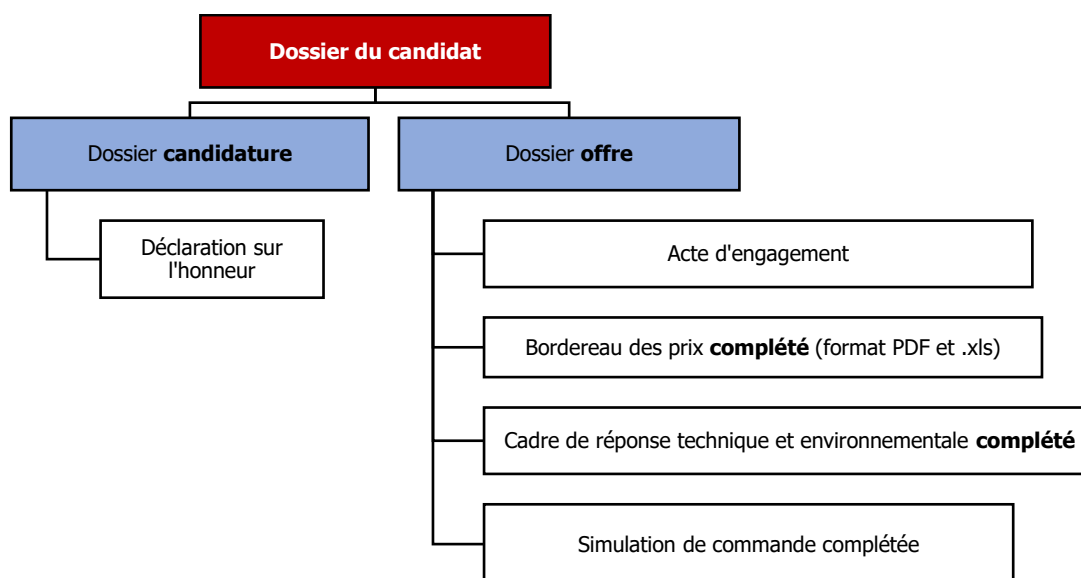 Dossier du candidat
Dossier candidature
Dossier offre
Déclaration sur
l'honneur
Acte d'engagement
Bordereau des prix complété (format PDF et .xls)
Cadre de réponse technique et environnementale complété
Simulation de commande complétée